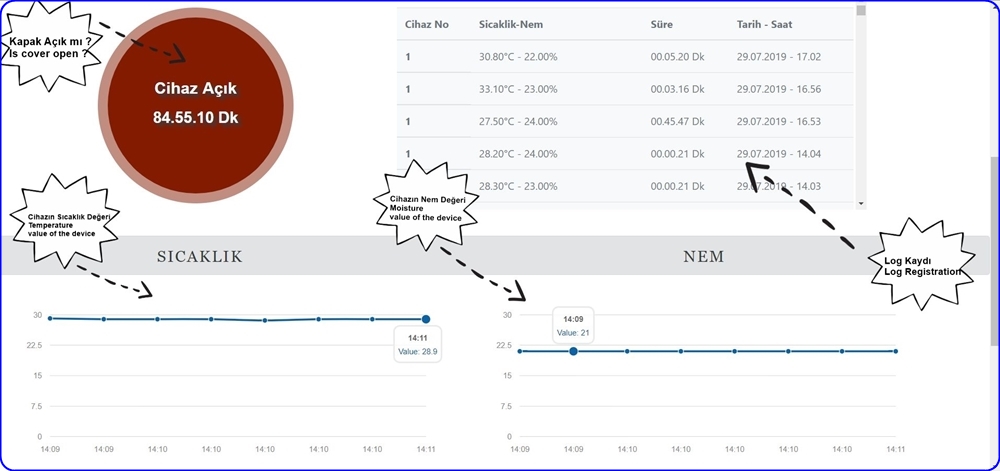 Kapak Açık mı ?
Is cover open ?
Cihaz Açık
84.55.10 Dk
Cihaz No Sicaklik-Nem Süre Tarih - Saat
1 30.80°C - 22.00% 00.05.20 Dk 29.07.2019 - 17.02
1 33.10°C - 23.00% 00.03.16 Dk 29.07.2019 - 16.56
1 27.50°C - 24.00% 00.45.47 Dk 29.07.2019 - 16.53
1 28.20°C - 24.00% 00.00.21 Dk 29.07.2019 - 14.04
28.30°C - 23.00% 00.00.21 Dk 29.07.2019 - 14.03
Cihazın Sıcaklık Değeri
Temperature
value of the device
Cihazın Nem Değeri
Moisture
value of the device
Log Kaydı
Log Registration
SICAKLIK
NEM
30
22.5
15
7.5
0
14:11
Value: 28.9
14:09 14:09 14:10 14:10 14:10 14:10 14:10 14:11
30
22.5
15
7.5
0
14:09
Value: 21
14:09 14:09 14:10 14:10 14:10 14:10 14:10 14:11